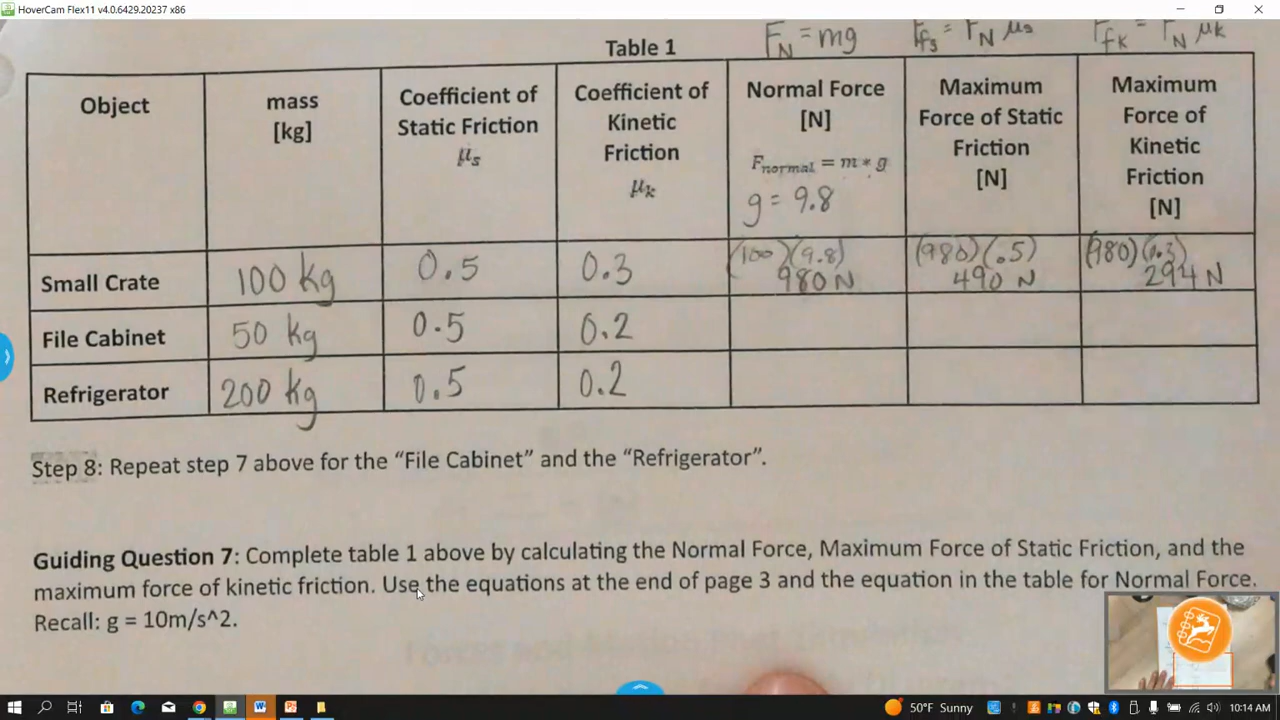 HoverCam Flex11 v4.0.6429.20237 x86
Table 1
F_N = mg
F_fs = F_N μs
F_fk = F_N μk
Object
mass
[kg]
Coefficient of
Static Friction
μs
Coefficient of
Kinetic
Friction
μk
Normal Force
[N]
Fnormal = m * g
g = 9.8
Maximum
Force of Static
Friction
[N]
Maximum
Force of
Kinetic
Friction
[N]
Small Crate
100 kg
0.5
0.3
(100)(9.8)
980 N
(980)(.5)
490 N
(980)(0.3)
294 N
File Cabinet
50 kg
0.5
0.2
Refrigerator
200 kg
0.5
0.2
Step 8: Repeat step 7 above for the “File Cabinet” and the “Refrigerator”.
Guiding Question 7: Complete table 1 above by calculating the Normal Force, Maximum Force of Static Friction, and the
maximum force of kinetic friction. Use the equations at the end of page 3 and the equation in the table for Normal Force.
Recall: g = 10m/s^2.
50°F Sunny
10:14 AM